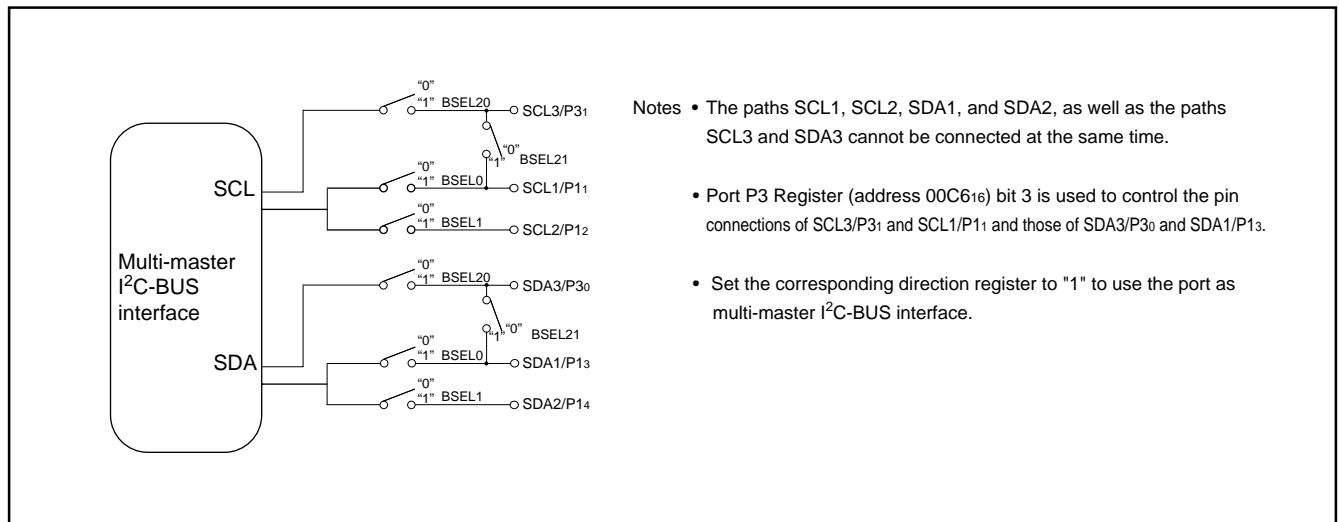 "0"
"1" BSEL20 SCL3/P31
"0"
"1" BSEL21
"0"
SCL "1" BSEL0 SCL1/P11
"0"
"1" BSEL1 SCL2/P12
Multi-master
I2C-BUS
interface
"0"
"1" BSEL20 SDA3/P30
"0"
"1" BSEL21
"0"
SDA "1" BSEL0 SDA1/P13
"0"
"1" BSEL1 SDA2/P14
Notes • The paths SCL1, SCL2, SDA1, and SDA2, as well as the paths
SCL3 and SDA3 cannot be connected at the same time.
• Port P3 Register (address 00C616) bit 3 is used to control the pin
connections of SCL3/P31 and SCL1/P11 and those of SDA3/P30 and SDA1/P13.
• Set the corresponding direction register to "1" to use the port as
multi-master I2C-BUS interface.